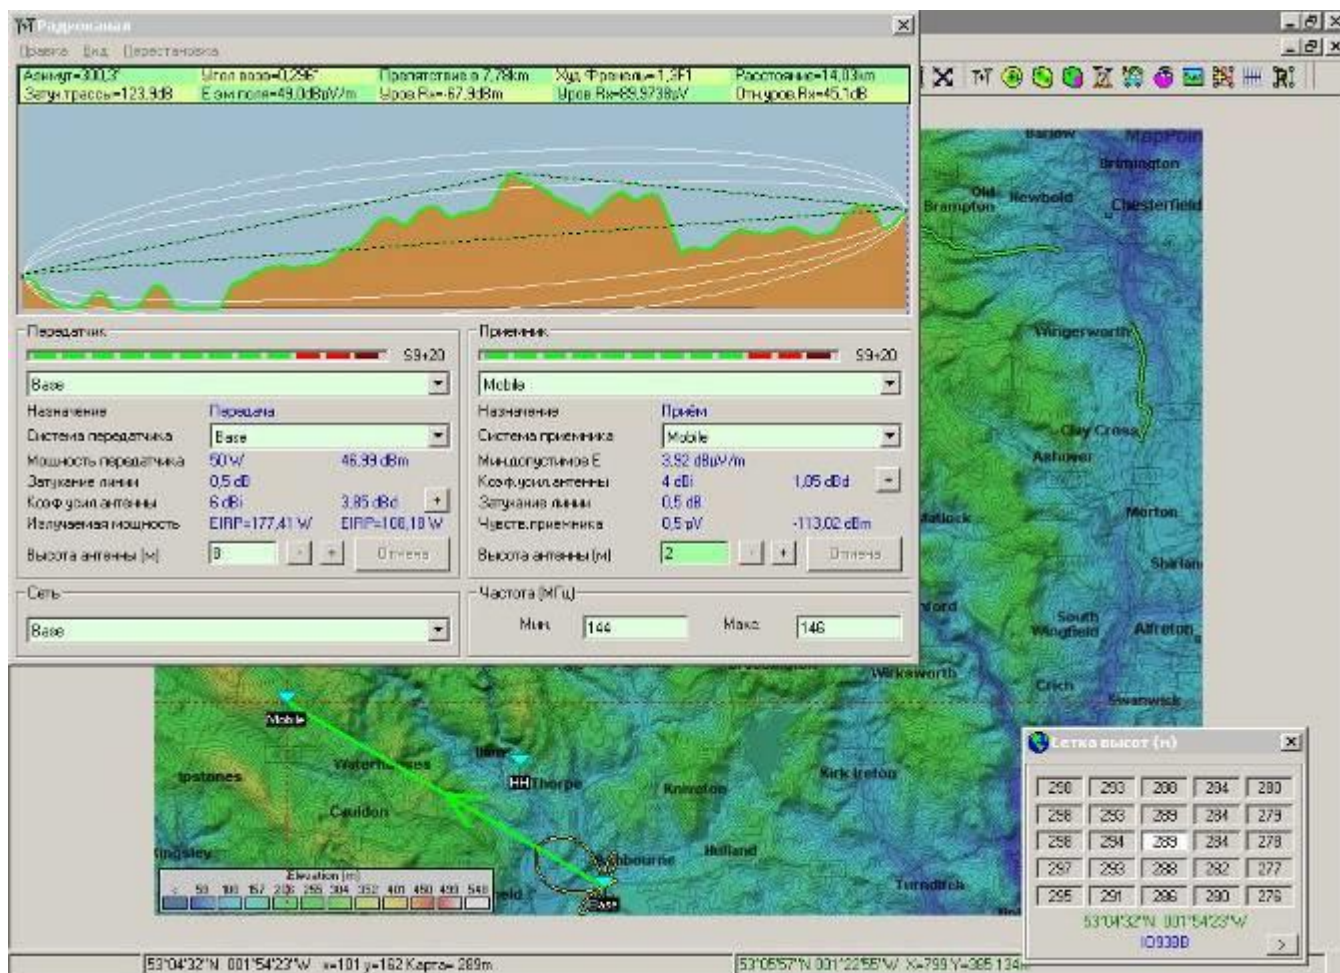 Радиоканал
Правка Вид Перестановка
Азимут=300,3° Угол возв=0,296° Препятствие в 7,78km Худ.Френель=1,3F1 Расстояние=14,03km
Затух.трассы=123,9dB E эм.поля=49,0dBµV/m Уров.Rx=-67,9dBm Уров.Rx=89,9738µV Отн.уров.Rx=45,1dB
Передатчик
S9+20
Base
Назначение Передача
Система передатчика Base
Мощность передатчика 50 W 46,99 dBm
Затухание линии 0,5 dB
Коэф.усил.антенны 6 dBi 3,85 dBd +
Излучаемая мощность EIRP=177,41 W
Высота антенны (м) 8 - + Отмена
Сеть
Base
Приемник
S9+20
Mobile
Назначение Приём
Система приемника Mobile
Мин.допустимое E 3,92 dBµV/m
Коэф.усил.антенны 4 dBi 1,85 dBd
Затухание линии 0,5 dB
Чувств.приемника 0,5 µV -113,02 dBm
Высота антенны (м) 2 - + Отмена
Частота (МГц)
Мин. 144 Макс. 146
Barlow
MapPoin
Brimington
Old Brampton
Newbold
Chesterfield
Wingerworth
Clay Cross
Ashover
Matlock
Morton
Shirlan
South Wingfield
Alfreton
Wirksworth
Crich
Swanwick
Mobile
Ipstones
Waterhouses
Cauldon
HH
Thorpe
Kniveton
Kirk Ireton
Kingsley
Hulland
Turnditch
Base
Elevation (m)
< 59 108 157 206 255 304 352 401 450 499 548
Сетка высот (m)
298 293 288 284 280
298 293 289 284 279
298 294 289 284 278
297 293 288 282 277
295 291 286 280 276
53°04'32''N 001°54'23''W
IO93BB
>
53°04'32''N 001°54'23''W x=101 y=162 Карта= 289m
53°05'57''N 001°22'55''W X=799 Y=385 134m